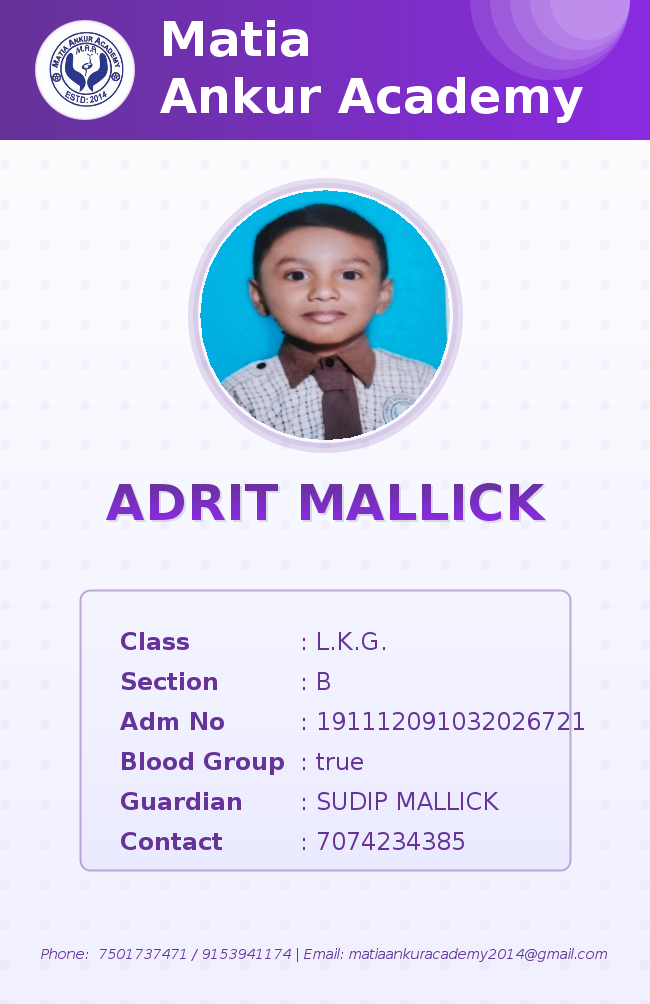 MATIA ANKUR ACADEMY
M.A.A.
ESTD: 2014
Matia
Ankur Academy
ADRIT MALLICK
Class : L.K.G.
Section : B
Adm No : 191112091032026721
Blood Group : true
Guardian : SUDIP MALLICK
Contact : 7074234385
Phone: 7501737471 / 9153941174 | Email: matiaankuracademy2014@gmail.com